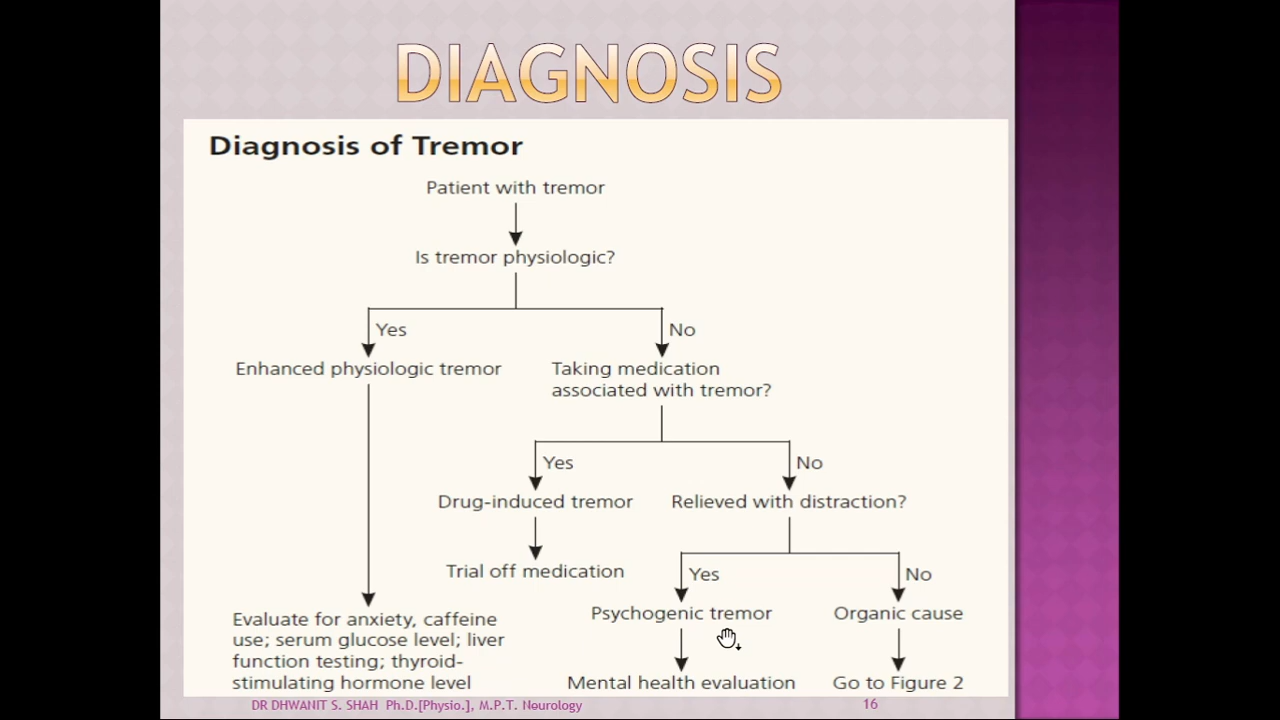 DIAGNOSIS
Diagnosis of Tremor
Patient with tremor
Is tremor physiologic?
Yes
No
Enhanced physiologic tremor
Taking medication
associated with tremor?
Yes
No
Drug-induced tremor
Relieved with distraction?
Trial off medication
Yes
No
Psychogenic tremor
Organic cause
Evaluate for anxiety, caffeine
use; serum glucose level; liver
function testing; thyroid-
stimulating hormone level
Mental health evaluation
Go to Figure 2
DR DHWANIT S. SHAH Ph.D.[Physio.], M.P.T. Neurology
16